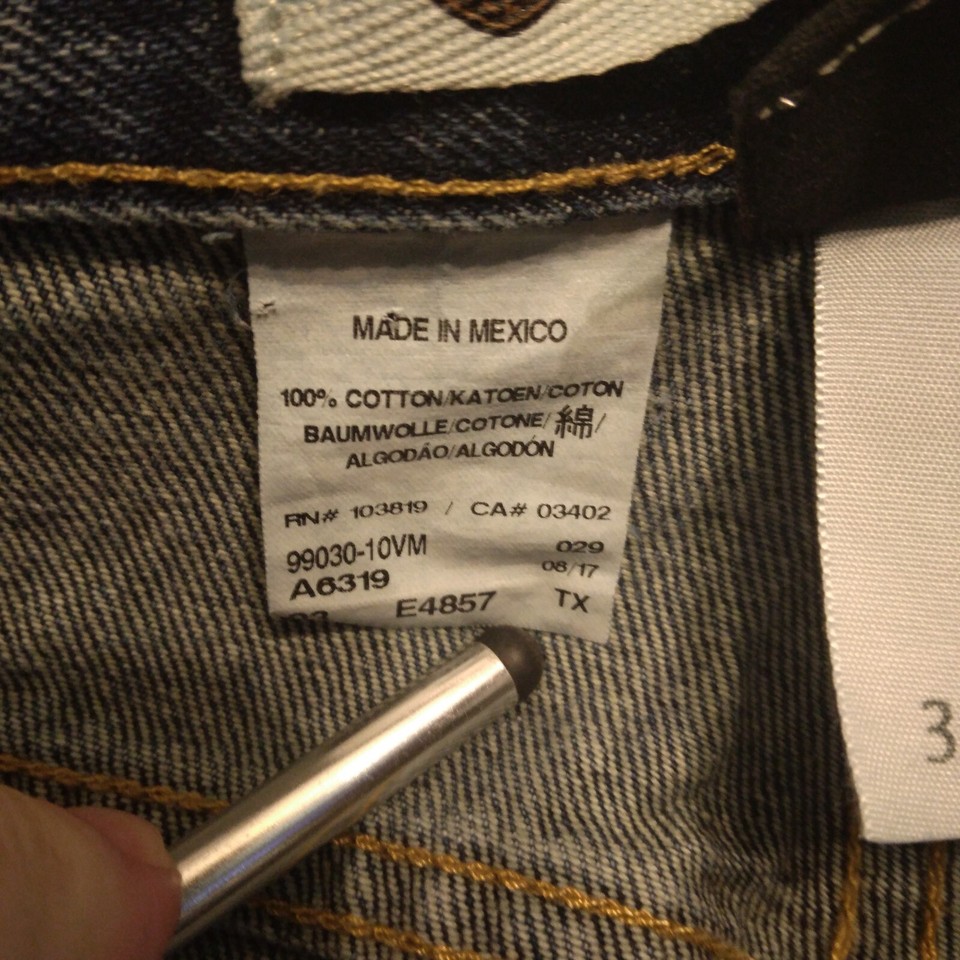 MADE IN MEXICO
100% COTTON/KATOEN/COTON
BAUMWOLLE/COTONE/綿/
ALGODÃO/ALGODÓN
RN# 103819 / CA# 03402
99030-10VM 029
A6319 08/17
E4857 TX
3